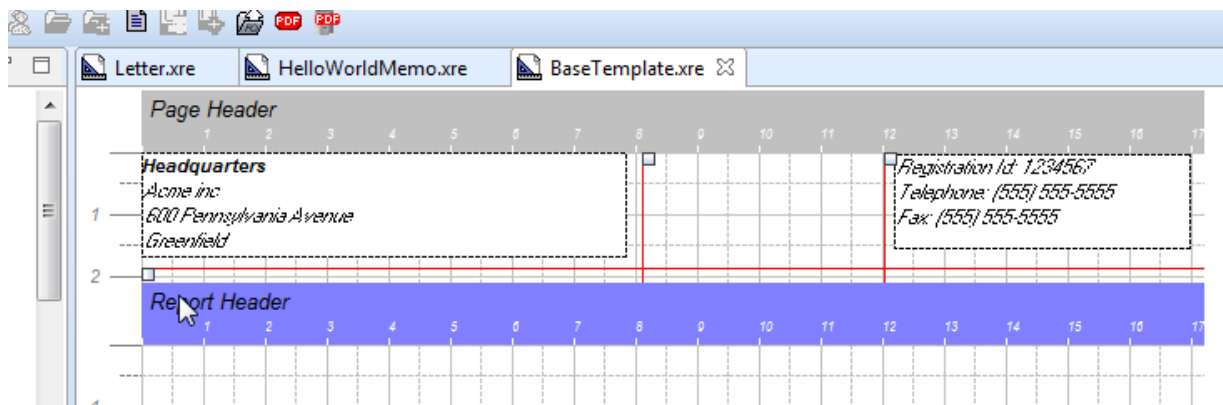 PDF PDF
Letter.xre HelloWorldMemo.xre BaseTemplate.xre
Page Header
1 2 3 4 5 6 7 8 9 10 11 12 13 14 15 16 17
Headquarters
Acme inc
600 Pennsylvania Avenue
Greenfield
Registration Id: 1234567
Telephone: (555) 555-5555
Fax: (555) 555-5555
1
2
Report Header
1 2 3 4 5 6 7 8 9 10 11 12 13 14 15 16 17